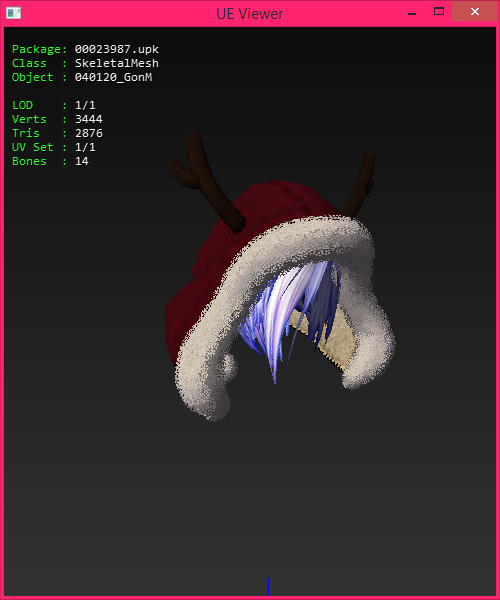 UE Viewer
Package: 00023987.upk
Class : SkeletalMesh
Object : 040120_GonM
LOD : 1/1
Verts : 3444
Tris : 2876
UV Set : 1/1
Bones : 14